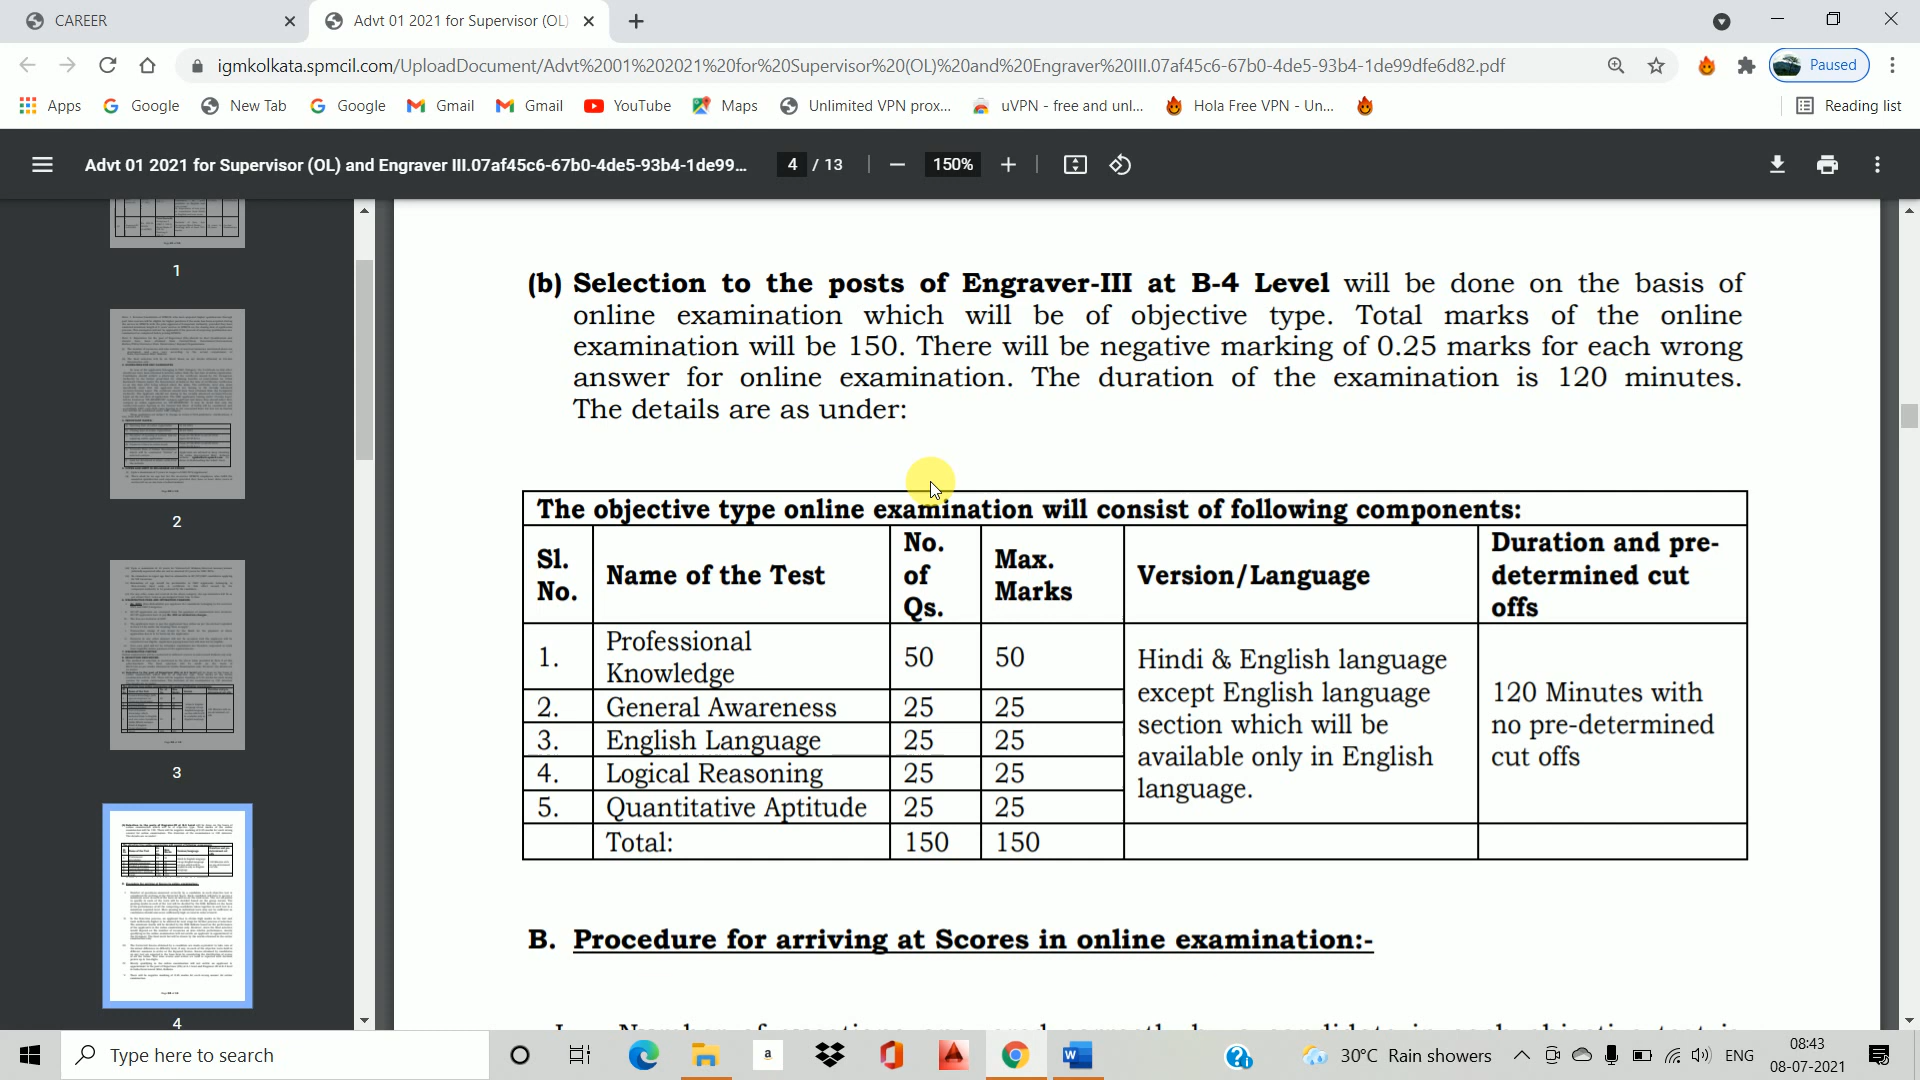 CAREER
Advt 01 2021 for Supervisor (OL)
igmkolkata.spmcil.com/UploadDocument/Advt%2001%202021%20for%20Supervisor%20(OL)%20and%20Engraver%20III.07af45c6-67b0-4de5-93b4-1de99dfe6d82.pdf
Paused
Apps
Google
New Tab
Google
Gmail
Gmail
YouTube
Maps
Unlimited VPN prox...
uVPN - free and unl...
Hola Free VPN - Un...
Reading list
Advt 01 2021 for Supervisor (OL) and Engraver III.07af45c6-67b0-4de5-93b4-1de99...
4 / 13
150%
1
2
3
4
(b) Selection to the posts of Engraver-III at B-4 Level will be done on the basis of
online examination which will be of objective type. Total marks of the online
examination will be 150. There will be negative marking of 0.25 marks for each wrong
answer for online examination. The duration of the examination is 120 minutes.
The details are as under:
The objective type online examination will consist of following components:
Sl. No.
Name of the Test
No. of Qs.
Max. Marks
Version/Language
Duration and pre-determined cut offs
1.
Professional Knowledge
50
50
Hindi & English language
except English language
section which will be
available only in English
language.
120 Minutes with
no pre-determined
cut offs
2.
General Awareness
25
25
3.
English Language
25
25
4.
Logical Reasoning
25
25
5.
Quantitative Aptitude
25
25
Total:
150
150
B. Procedure for arriving at Scores in online examination:-
Type here to search
a
30°C Rain showers
ENG
08:43
08-07-2021